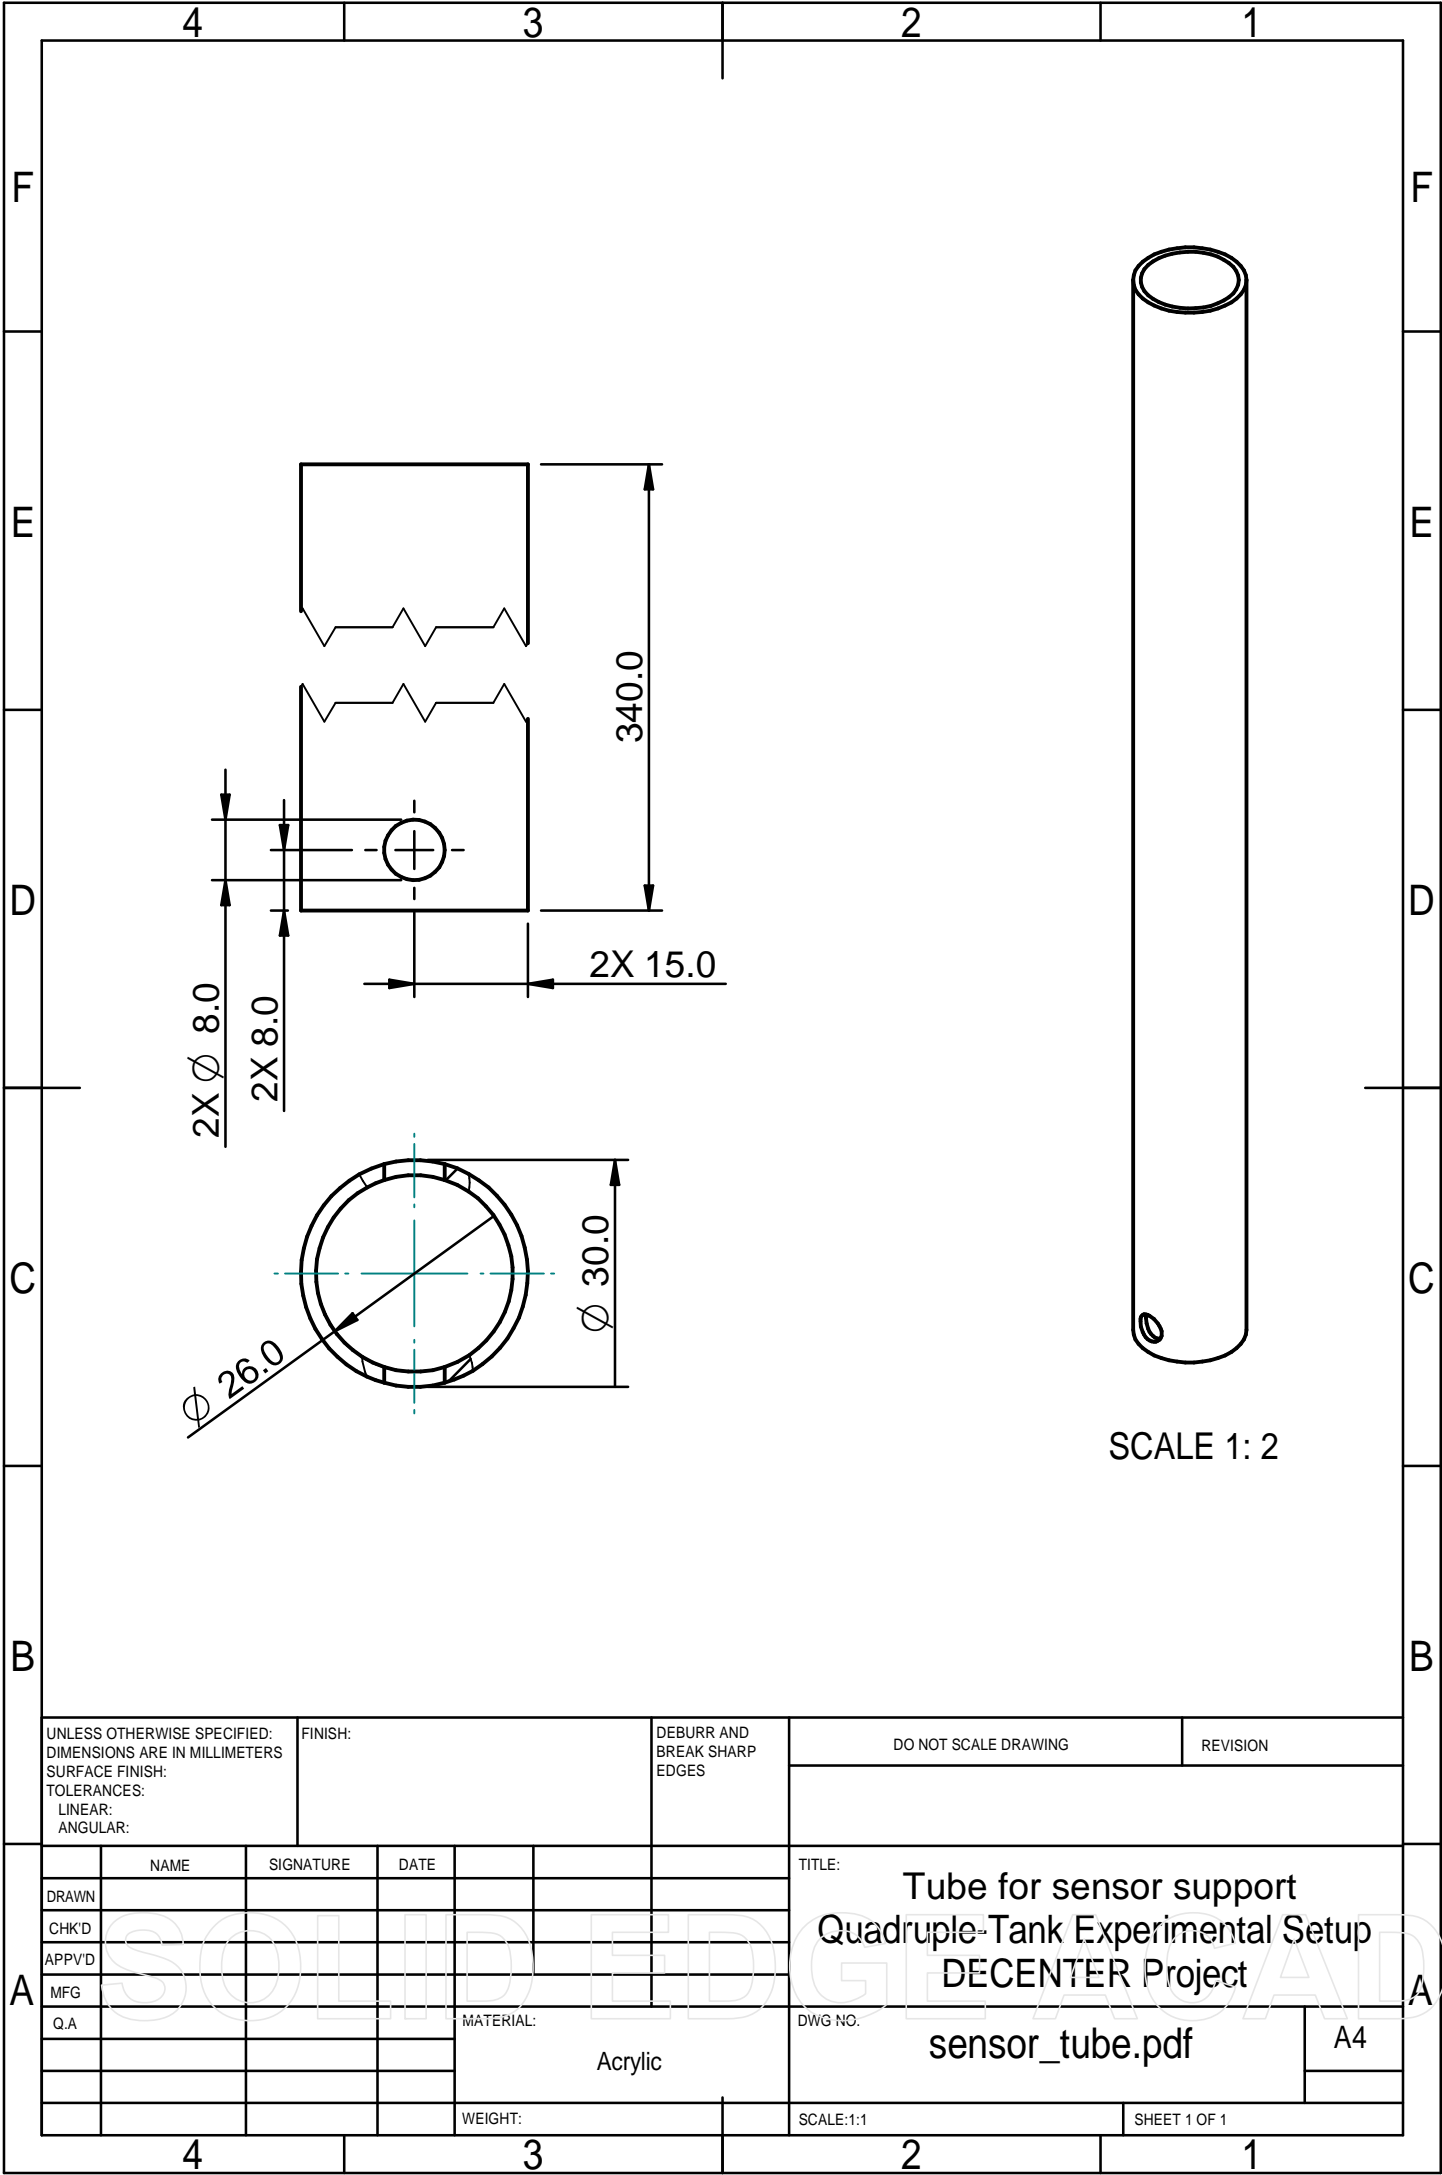 4 3 2 1
F F
E E
D D
C C
B B
A A
340.0
2X 15.0
2X ∅ 8.0
2X 8.0
∅ 30.0
∅ 26.0
SCALE 1: 2
UNLESS OTHERWISE SPECIFIED:
DIMENSIONS ARE IN MILLIMETERS
SURFACE FINISH:
TOLERANCES:
LINEAR:
ANGULAR:
FINISH:
DEBURR AND
BREAK SHARP
EDGES
DO NOT SCALE DRAWING
REVISION
NAME SIGNATURE DATE
DRAWN
CHK'D
APPV'D
MFG
Q.A
TITLE:
Tube for sensor support
Quadruple-Tank Experimental Setup
DECENTER Project
SOLID EDGE ACAD
MATERIAL:
Acrylic
DWG NO.
sensor_tube.pdf
A4
WEIGHT:
SCALE:1:1
SHEET 1 OF 1
4 3 2 1